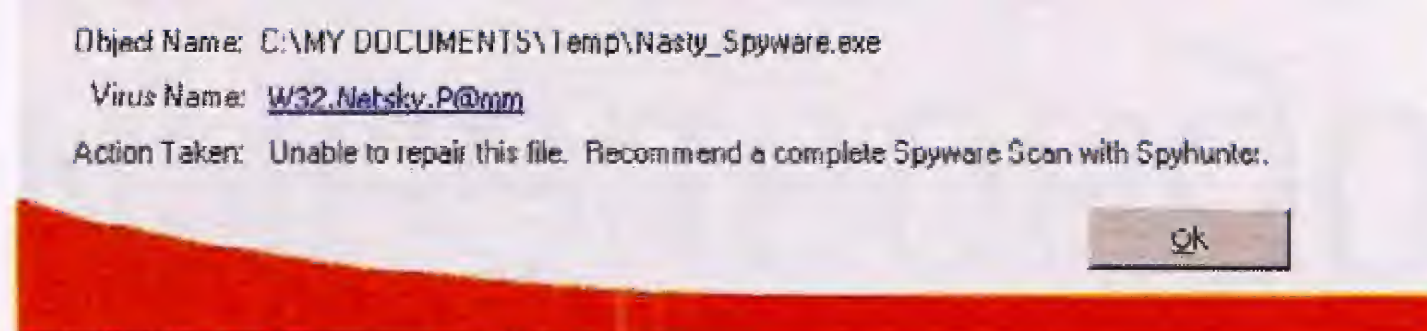 Object Name: C:\MY DOCUMENTS\Temp\Nasty_Spyware.exe
Virus Name: W32.Netsky.P@mm
Action Taken: Unable to repair this file. Recommend a complete Spyware Scan with Spyhunter.
Ok